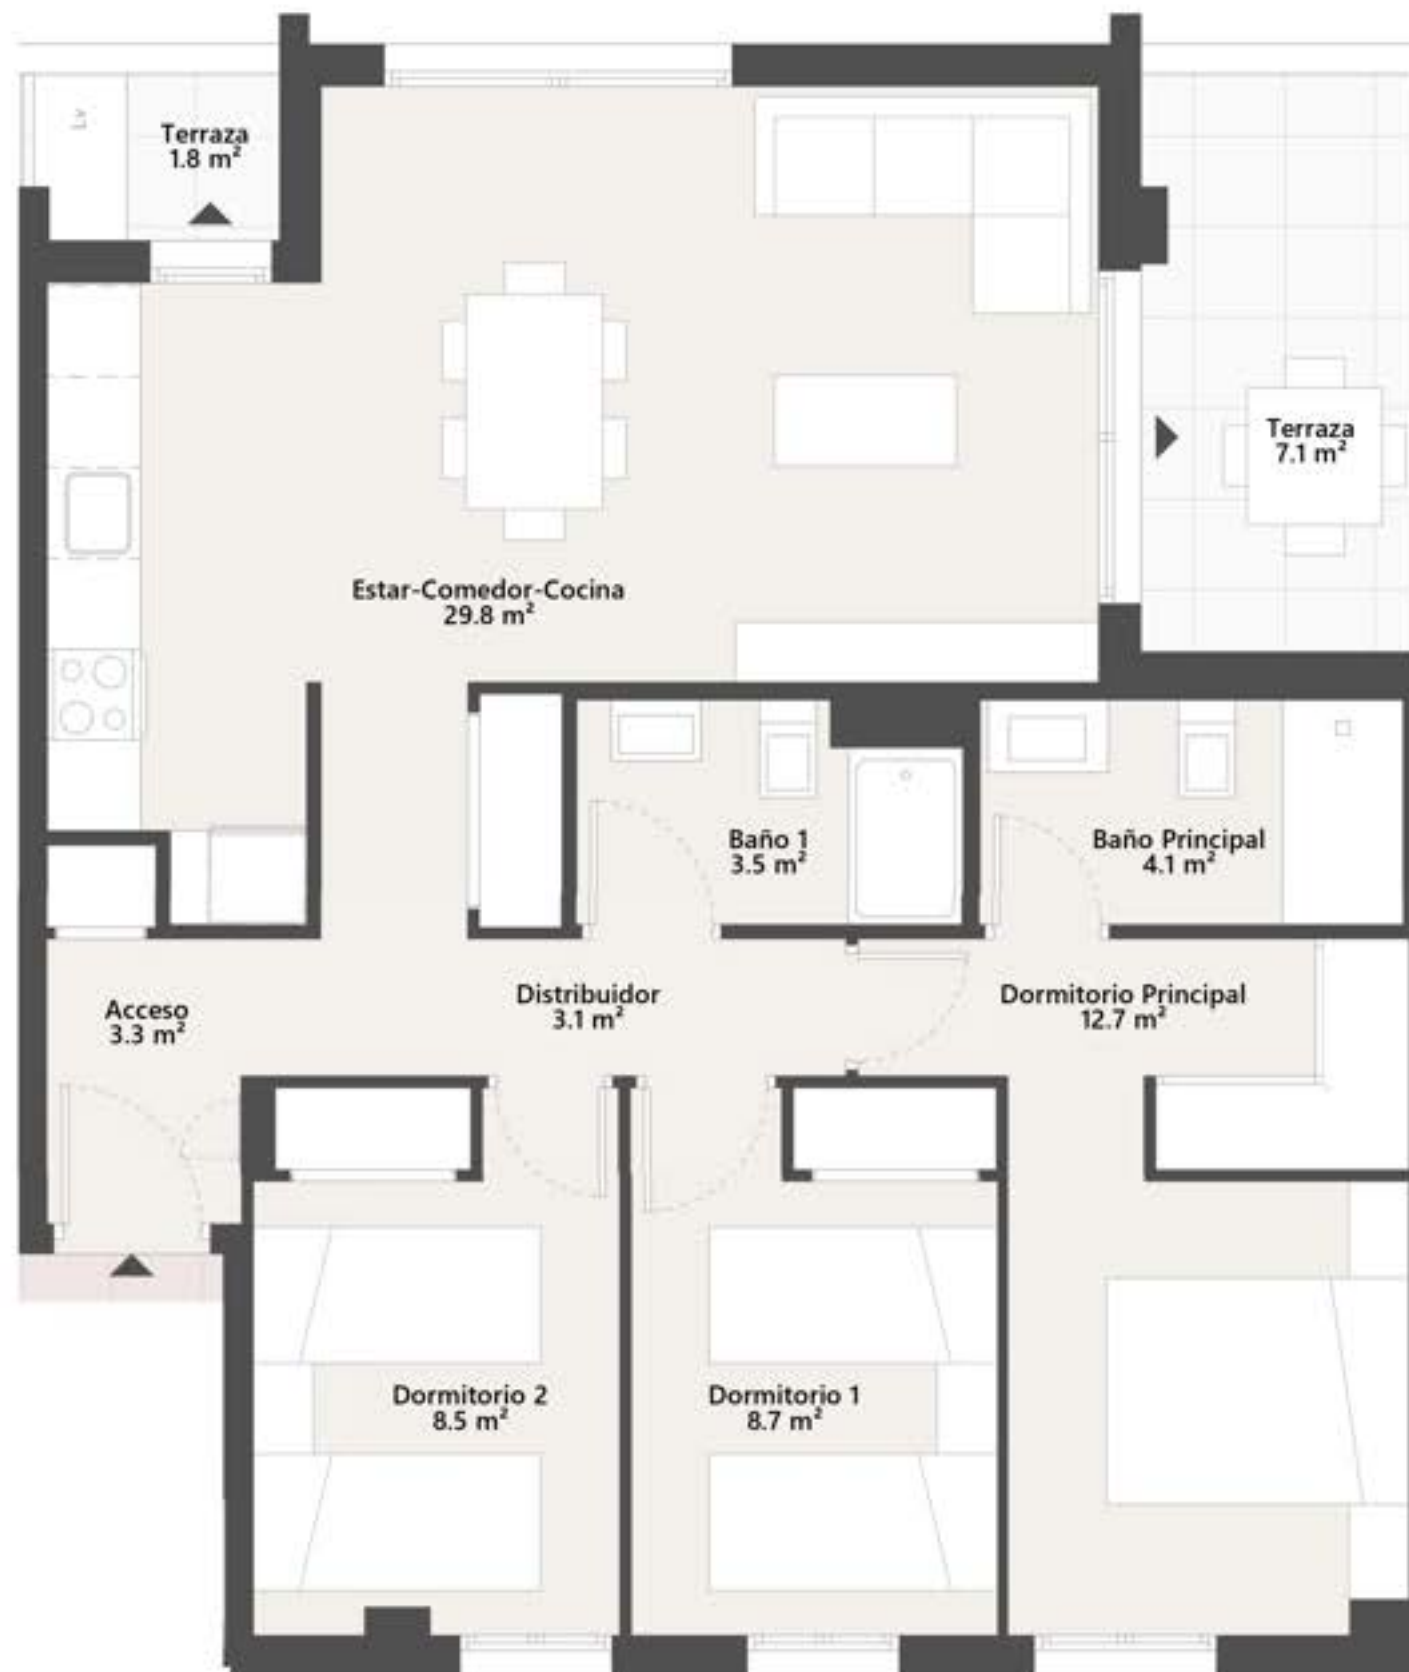 Lv
Terraza
1.8 m²
Terraza
7.1 m²
Estar-Comedor-Cocina
29.8 m²
Baño 1
3.5 m²
Baño Principal
4.1 m²
Acceso
3.3 m²
Distribuidor
3.1 m²
Dormitorio Principal
12.7 m²
Dormitorio 2
8.5 m²
Dormitorio 1
8.7 m²